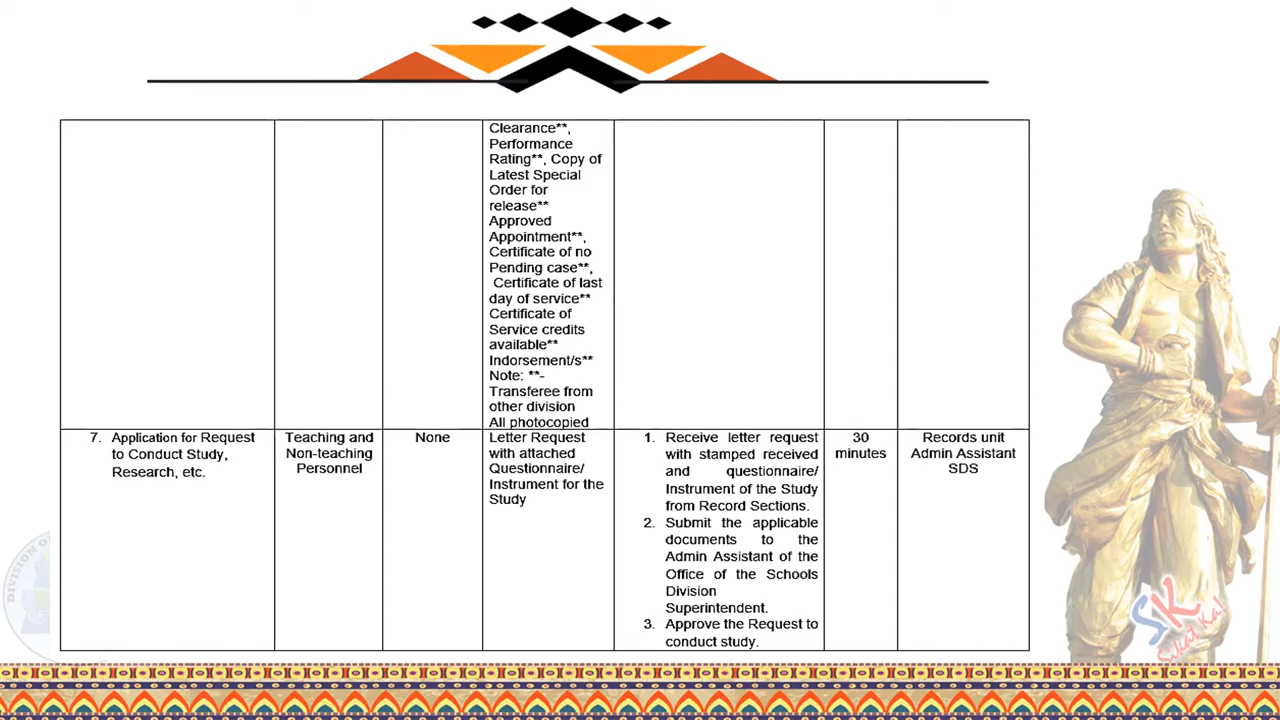 Clearance**,
Performance
Rating**, Copy of
Latest Special
Order for
release**
Approved
Appointment**,
Certificate of no
Pending case**,
Certificate of last
day of service**
Certificate of
Service credits
available**
Indorsement/s**
Note: **-
Transferee from
other division
All photocopied
7. Application for Request
to Conduct Study,
Research, etc.
Teaching and
Non-teaching
Personnel
None
Letter Request
with attached
Questionnaire/
Instrument for the
Study
1. Receive letter request
with stamped received
and questionnaire/
Instrument of the Study
from Record Sections.
2. Submit the applicable
documents to the
Admin Assistant of the
Office of the Schools
Division
Superintendent.
3. Approve the Request to
conduct study.
30
minutes
Records unit
Admin Assistant
SDS
DIVISION O
SK
Sikat Ka!